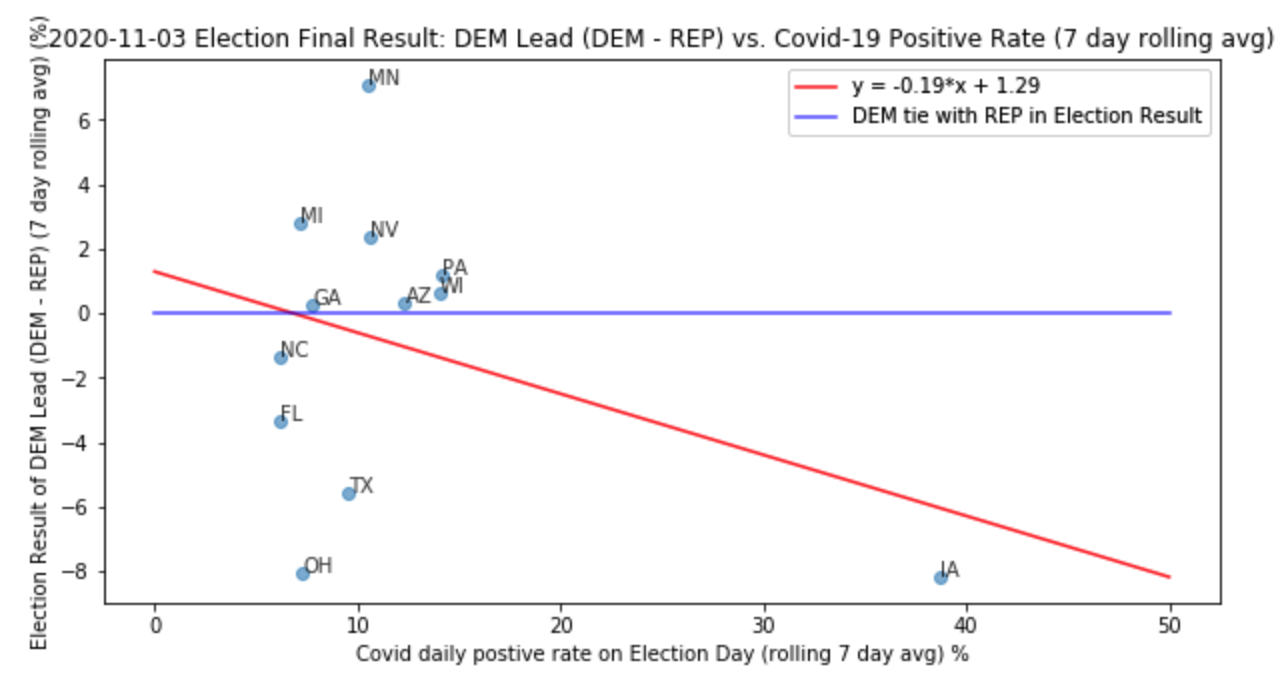 2020-11-03 Election Final Result: DEM Lead (DEM - REP) vs. Covid-19 Positive Rate (7 day rolling avg)
Election Result of DEM Lead (DEM - REP) (7 day rolling avg) (%)
y = -0.19*x + 1.29
DEM tie with REP in Election Result
6
4
2
0
−2
−4
−6
−8
MN
MI
NV
PA
WI
AZ
GA
NC
FL
TX
OH
IA
0 10 20 30 40 50
Covid daily postive rate on Election Day (rolling 7 day avg) %